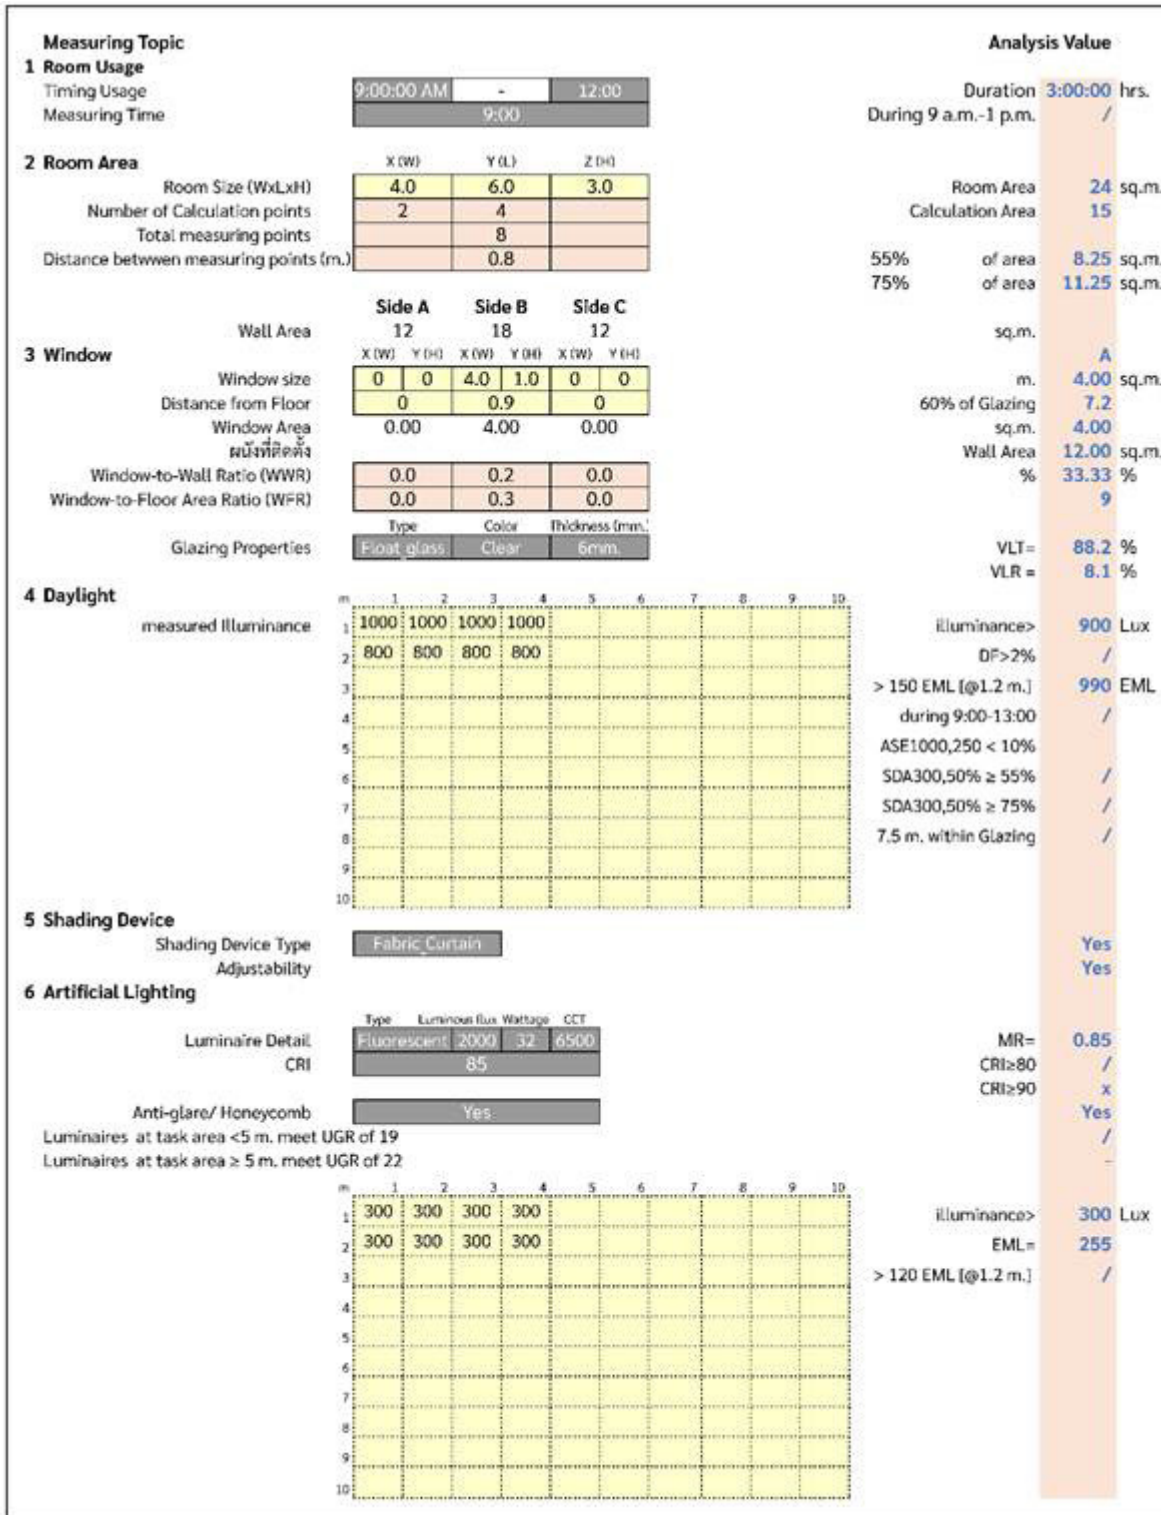 Measuring Topic Analysis Value
1 Room Usage
Timing Usage 9:00:00 AM - 12:00 Duration 3:00:00 hrs.
Measuring Time 9:00 During 9 a.m.-1 p.m. /
2 Room Area X (W) Y (L) Z (H)
Room Size (WxLxH) 4.0 6.0 3.0 Room Area 24 sq.m.
Number of Calculation points 2 4 Calculation Area 15
Total measuring points 8
Distance betwwen measuring points (m.) 0.8 55% of area 8.25 sq.m.
75% of area 11.25 sq.m.
Side A Side B Side C
Wall Area 12 18 12 sq.m.
3 Window X (W) Y (H) X (W) Y (H) X (W) Y (H) A
Window size 0 0 4.0 1.0 0 0 m. 4.00 sq.m.
Distance from Floor 0 0.9 0 60% of Glazing 7.2
Window Area 0.00 4.00 0.00 sq.m. 4.00
ผนังที่ติดตั้ง Wall Area 12.00 sq.m.
Window-to-Wall Ratio (WWR) 0.0 0.2 0.0 % 33.33 %
Window-to-Floor Area Ratio (WFR) 0.0 0.3 0.0 9
Type Color Thickness (mm.)
Glazing Properties Float_glass Clear 6mm. VLT= 88.2 %
VLR = 8.1 %
4 Daylight m 1 2 3 4 5 6 7 8 9 10
measured Illuminance 1 1000 1000 1000 1000 illuminance> 900 Lux
2 800 800 800 800 DF>2% /
3 > 150 EML [@1.2 m.] 990 EML
4 during 9:00-13:00 /
5 ASE1000,250 < 10%
6 SDA300,50% ≥ 55% /
7 SDA300,50% ≥ 75% /
8 7.5 m. within Glazing /
9
10
5 Shading Device
Shading Device Type Fabric_Curtain Yes
Adjustability Yes
6 Artificial Lighting
Type Luminous flux Wattage CCT
Luminaire Detail Fluorescent 2000 32 6500 MR= 0.85
CRI 85 CRI≥80 /
CRI≥90 x
Anti-glare/ Honeycomb Yes Yes
Luminaires at task area <5 m. meet UGR of 19 /
Luminaires at task area ≥ 5 m. meet UGR of 22 -
m 1 2 3 4 5 6 7 8 9 10
1 300 300 300 300 illuminance> 300 Lux
2 300 300 300 300 EML= 255
3 > 120 EML [@1.2 m.] /
4
5
6
7
8
9
10